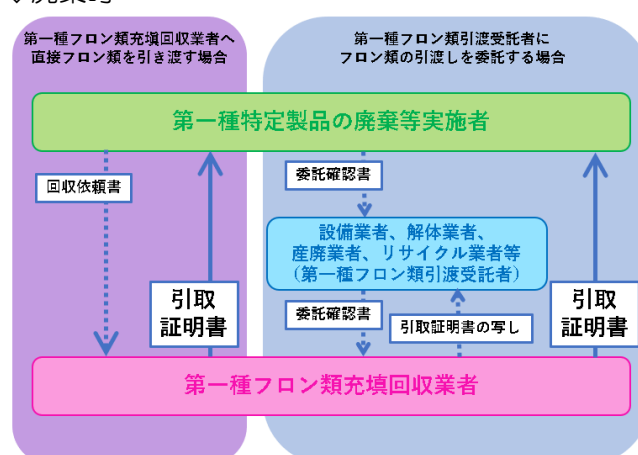 第一種フロン類充塡回収業者へ
直接フロン類を引き渡す場合
第一種フロン類引渡受託者に
フロン類の引渡しを委託する場合
第一種特定製品の廃棄等実施者
回収依頼書
委託確認書
設備業者、解体業者、
産廃業者、リサイクル業者等
(第一種フロン類引渡受託者)
引取
証明書
委託確認書
引取証明書の写し
引取
証明書
第一種フロン類充塡回収業者